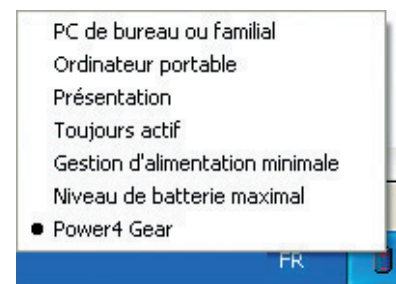 PC de bureau ou familial
Ordinateur portable
Présentation
Toujours actif
Gestion d'alimentation minimale
Niveau de batterie maximal
Power4 Gear
FR